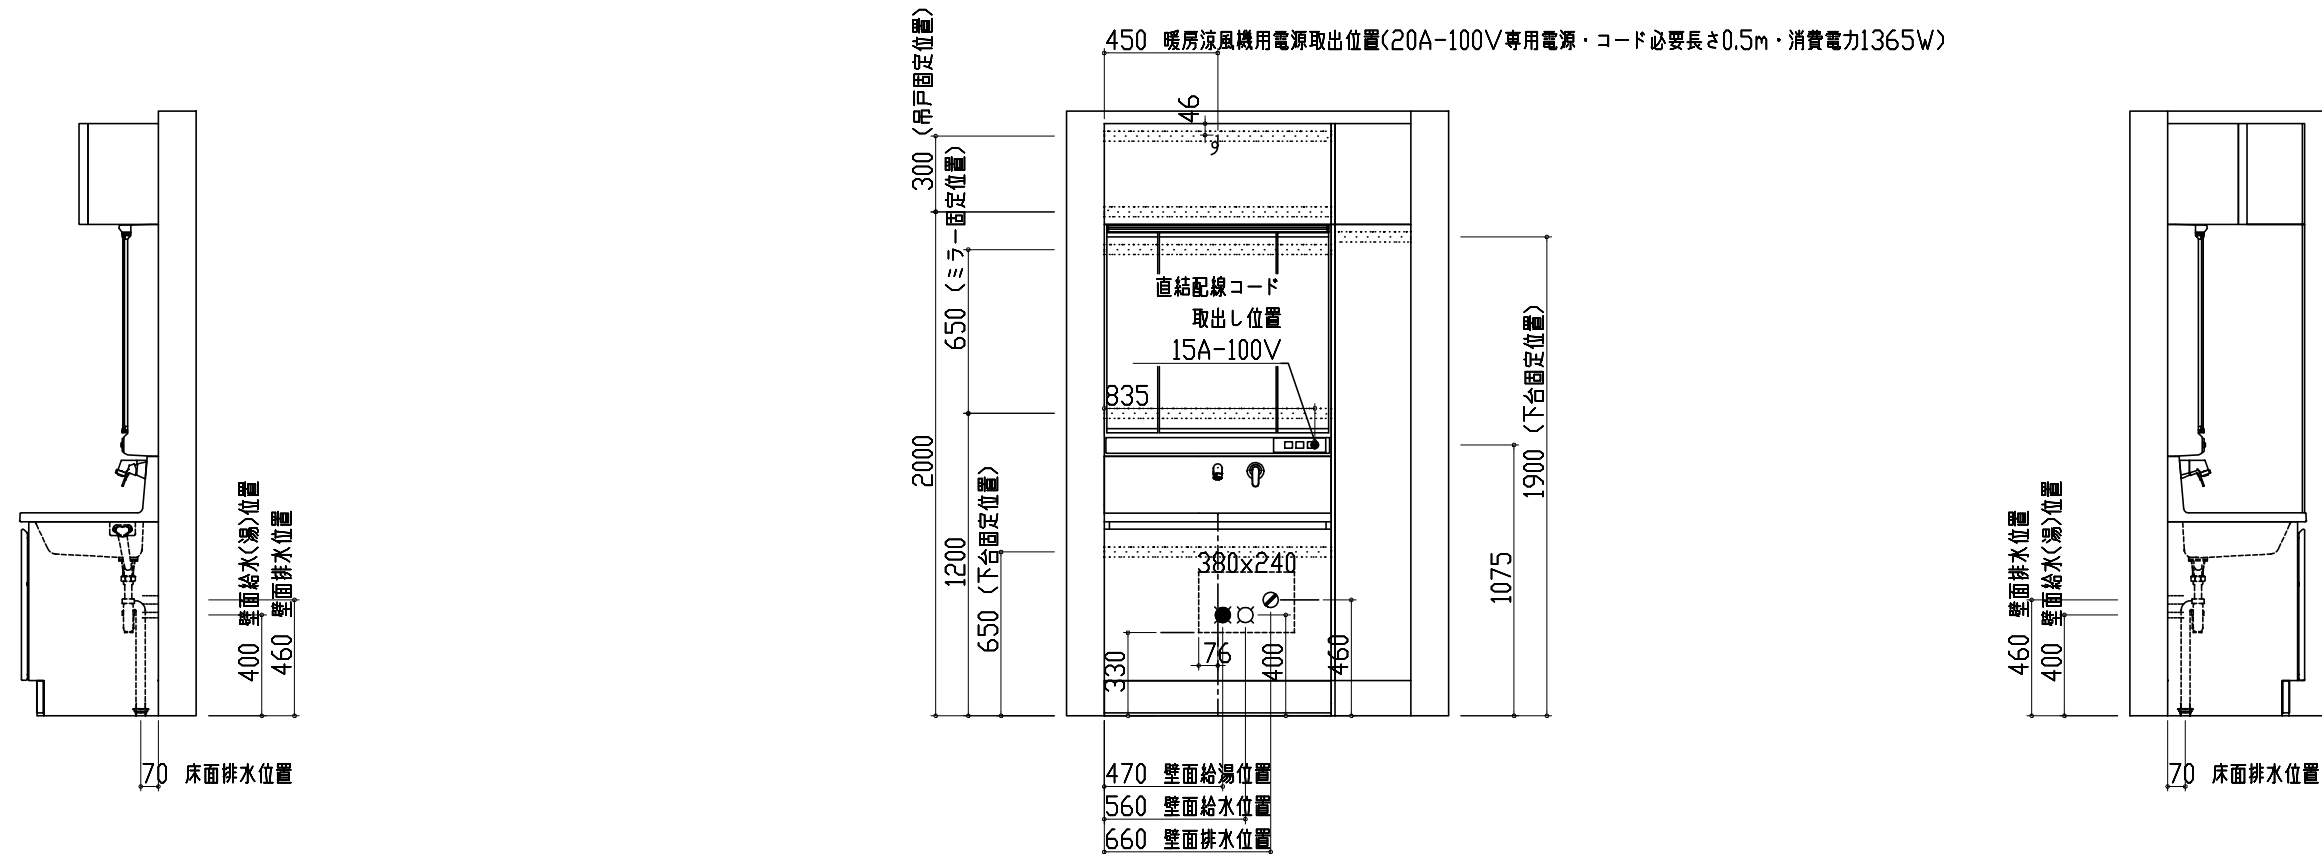 450 暖房涼風機用電源取出位置(20A-100V専用電源・コード必要長さ0.5m・消費電力1365W)
46
300 (吊戸固定位置)
650 (ミラー固定位置)
2000
1200
650 (下台固定位置)
直結配線コード
取出し位置
15A-100V
835
1900 (下台固定位置)
1075
380x240
76
330
400
460
470 壁面給湯位置
560 壁面給水位置
660 壁面排水位置
400 壁面給水(湯)位置
460 壁面排水位置
70 床面排水位置
460 壁面排水位置
400 壁面給水(湯)位置
70 床面排水位置